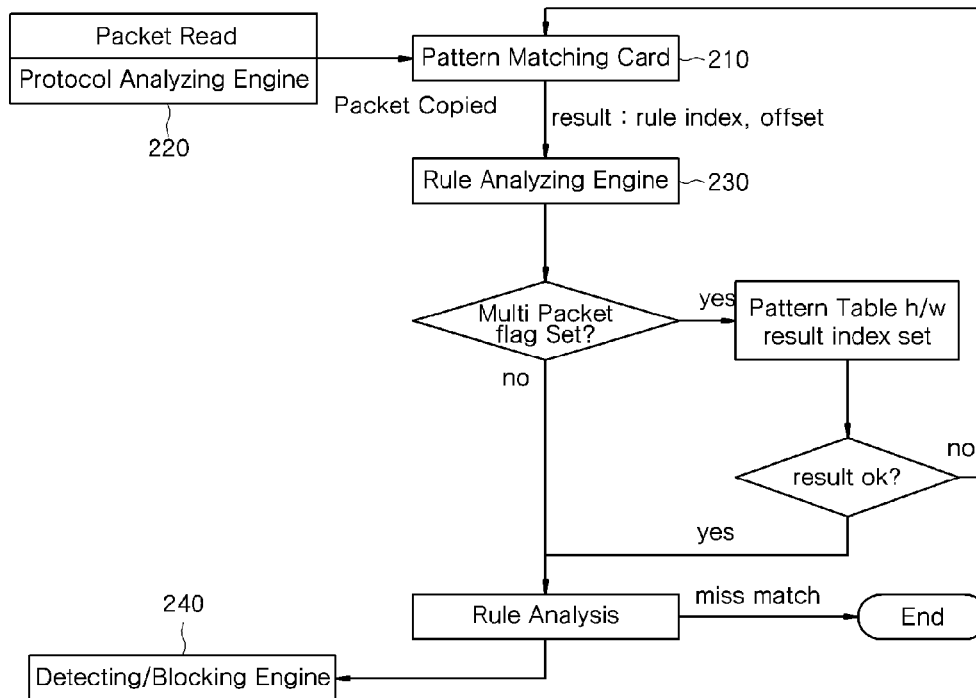 Packet Read
Protocol Analyzing Engine
220
Packet Copied
Pattern Matching Card
210
result : rule index, offset
Rule Analyzing Engine
230
Multi Packet
flag Set?
yes
Pattern Table h/w
result index set
no
result ok?
no
yes
Rule Analysis
miss match
End
240
Detecting/Blocking Engine